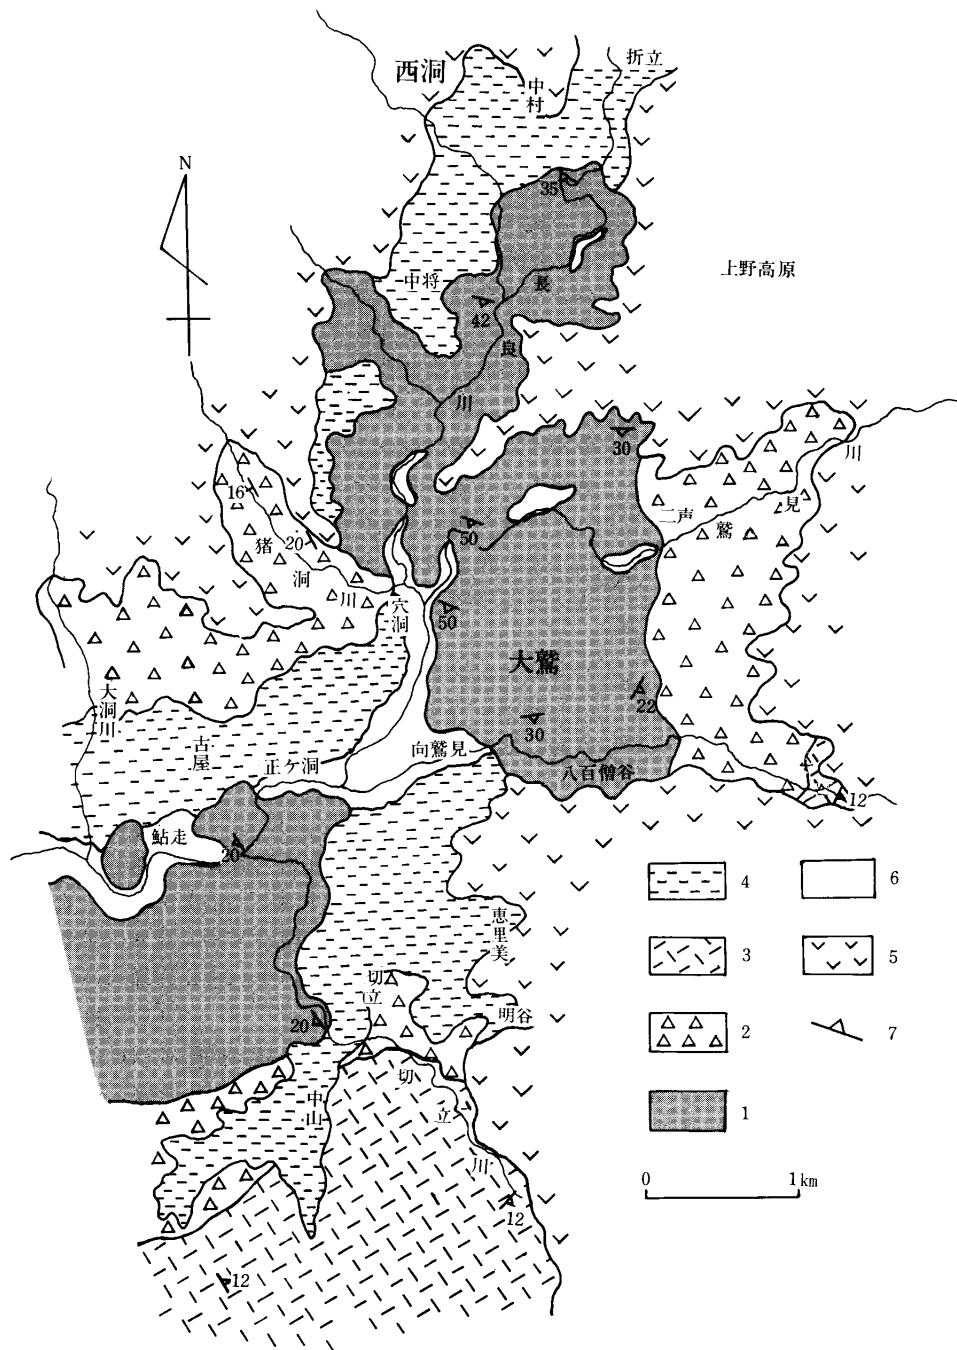 西洞
中村
折立
N
35
上野高原
中将
42
長
良
川
30
川
16
二声
見
鷲
50
猪
20
洞
川
穴洞
50
大鷲
22
大洞川
古屋
30
向鷲見
正ケ洞
八百僧谷
12
鮎走
20
4
6
恵里美
切立
3
5
明谷
20
2
7
切
中山
立
1
川
0
1km
12
12